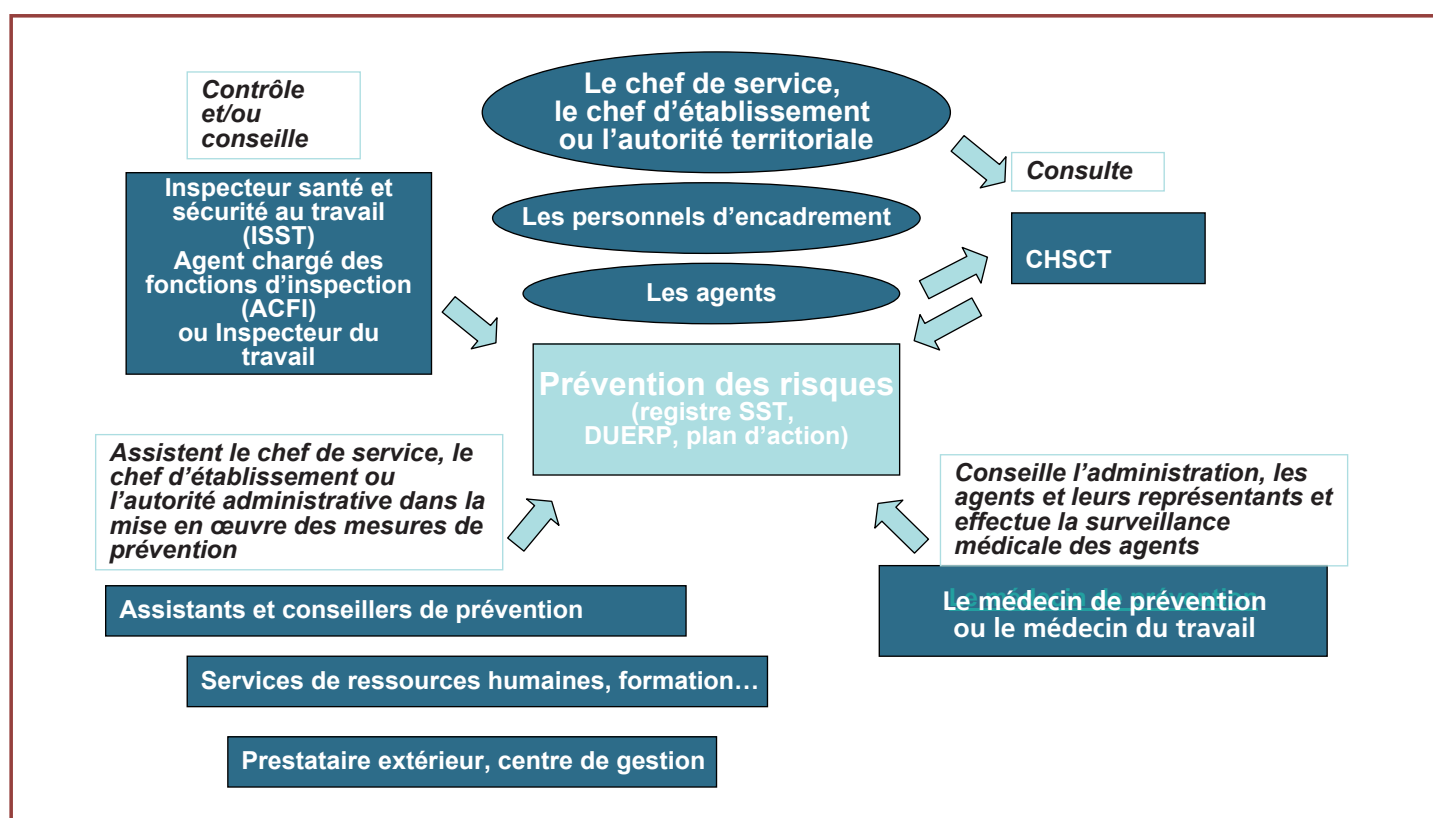 Contrôle
et/ou
conseille
Le chef de service,
le chef d'établissement
ou l'autorité territoriale
Consulte
Inspecteur santé et
sécurité au travail
(ISST)
Agent chargé des
fonctions d'inspection
(ACFI)
ou Inspecteur du
travail
Les personnels d'encadrement
CHSCT
Les agents
Prévention des risques
(registre SST,
DUERP, plan d'action)
Assistent le chef de service, le
chef d'établissement ou
l'autorité administrative dans la
mise en œuvre des mesures de
prévention
Conseille l'administration, les
agents et leurs représentants et
effectue la surveillance
médicale des agents
Assistants et conseillers de prévention
Le médecin de prévention
Le médecin de prévention
ou le médecin du travail
Services de ressources humaines, formation…
Prestataire extérieur, centre de gestion